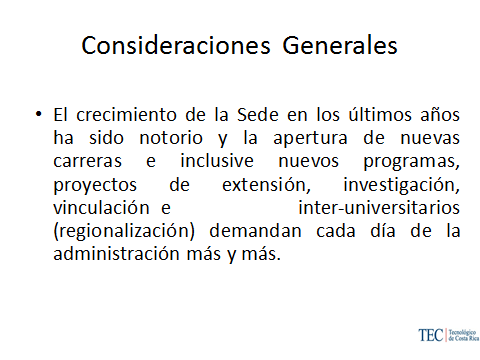 Consideraciones Generales
• El crecimiento de la Sede en los últimos años
ha sido notorio y la apertura de nuevas
carreras e inclusive nuevos programas,
proyectos de extensión, investigación,
vinculación e inter-universitarios
(regionalización) demandan cada día de la
administración más y más.
TEC | Tecnológico
de Costa Rica